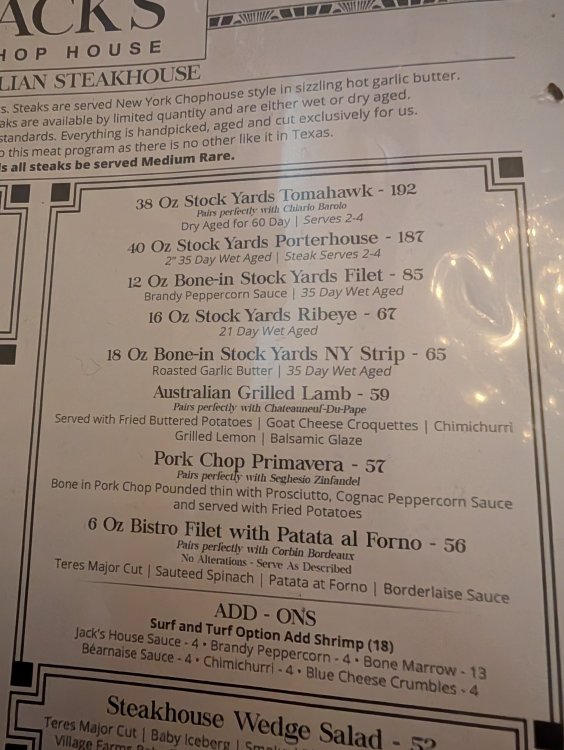 ACK'S
HOP HOUSE
LIAN STEAKHOUSE
s. Steaks are served New York Chophouse style in sizzling hot garlic butter.
aks are available by limited quantity and are either wet or dry aged,
standards. Everything is handpicked, aged and cut exclusively for us.
o this meat program as there is no other like it in Texas.
ls all steaks be served Medium Rare.
38 Oz Stock Yards Tomahawk - 192
Pairs perfectly with Chiario Barolo
Dry Aged for 60 Day | Serves 2-4
40 Oz Stock Yards Porterhouse - 187
2" 35 Day Wet Aged | Steak Serves 2-4
12 Oz Bone-in Stock Yards Filet - 85
Brandy Peppercorn Sauce | 35 Day Wet Aged
16 Oz Stock Yards Ribeye - 67
21 Day Wet Aged
18 Oz Bone-in Stock Yards NY Strip - 65
Roasted Garlic Butter | 35 Day Wet Aged
Australian Grilled Lamb - 59
Pairs perfectly with Chateauneuf-Du-Pape
Served with Fried Buttered Potatoes | Goat Cheese Croquettes | Chimichurri
Grilled Lemon | Balsamic Glaze
Pork Chop Primavera - 57
Pairs perfectly with Seghesio Zinfandel
Bone in Pork Chop Pounded thin with Prosciutto, Cognac Peppercorn Sauce
and served with Fried Potatoes
6 Oz Bistro Filet with Patata al Forno - 56
Pairs perfectly with Corbin Bordeaux
No Alterations - Serve As Described
Teres Major Cut | Sauteed Spinach | Patata at Forno | Borderlaise Sauce
ADD - ONS
Surf and Turf Option Add Shrimp (18)
Jack's House Sauce - 4 • Brandy Peppercorn - 4 • Bone Marrow - 13
Béarnaise Sauce - 4 • Chimichurri - 4 • Blue Cheese Crumbles - 4
Steakhouse Wedge Salad - 52
Teres Major Cut | Baby Iceberg |
Village Farms